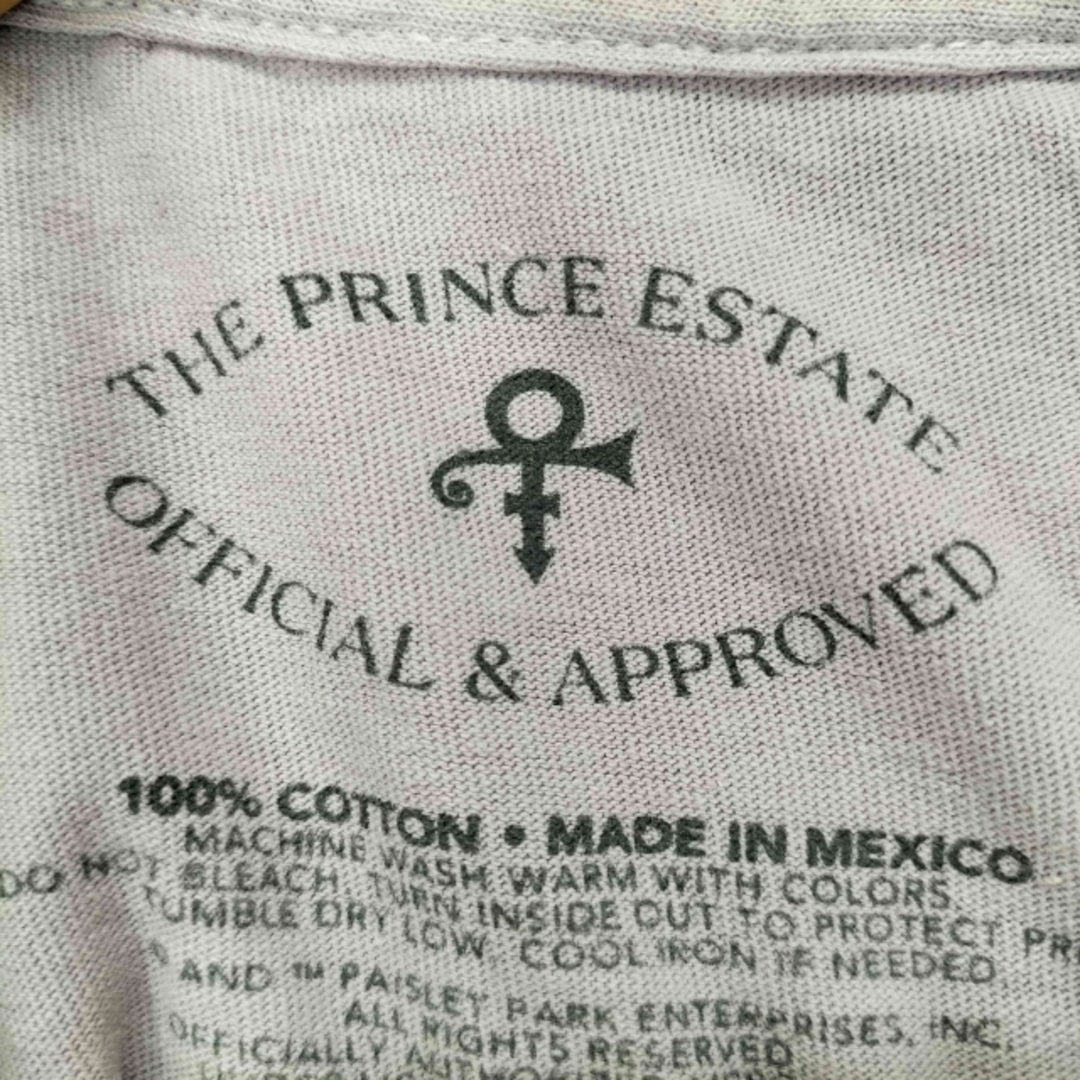 THE PRINCE ESTATE
OFFICIAL & APPROVED
100% COTTON • MADE IN MEXICO
MACHINE WASH WARM WITH COLORS.
DO NOT BLEACH. TURN INSIDE OUT TO PROTECT
TUMBLE DRY LOW. COOL IRON IF NEEDED.
® AND ™ PAISLEY PARK ENTERPRISES, INC.
ALL RIGHTS RESERVED
OFFICIALLY AUTHORIZED